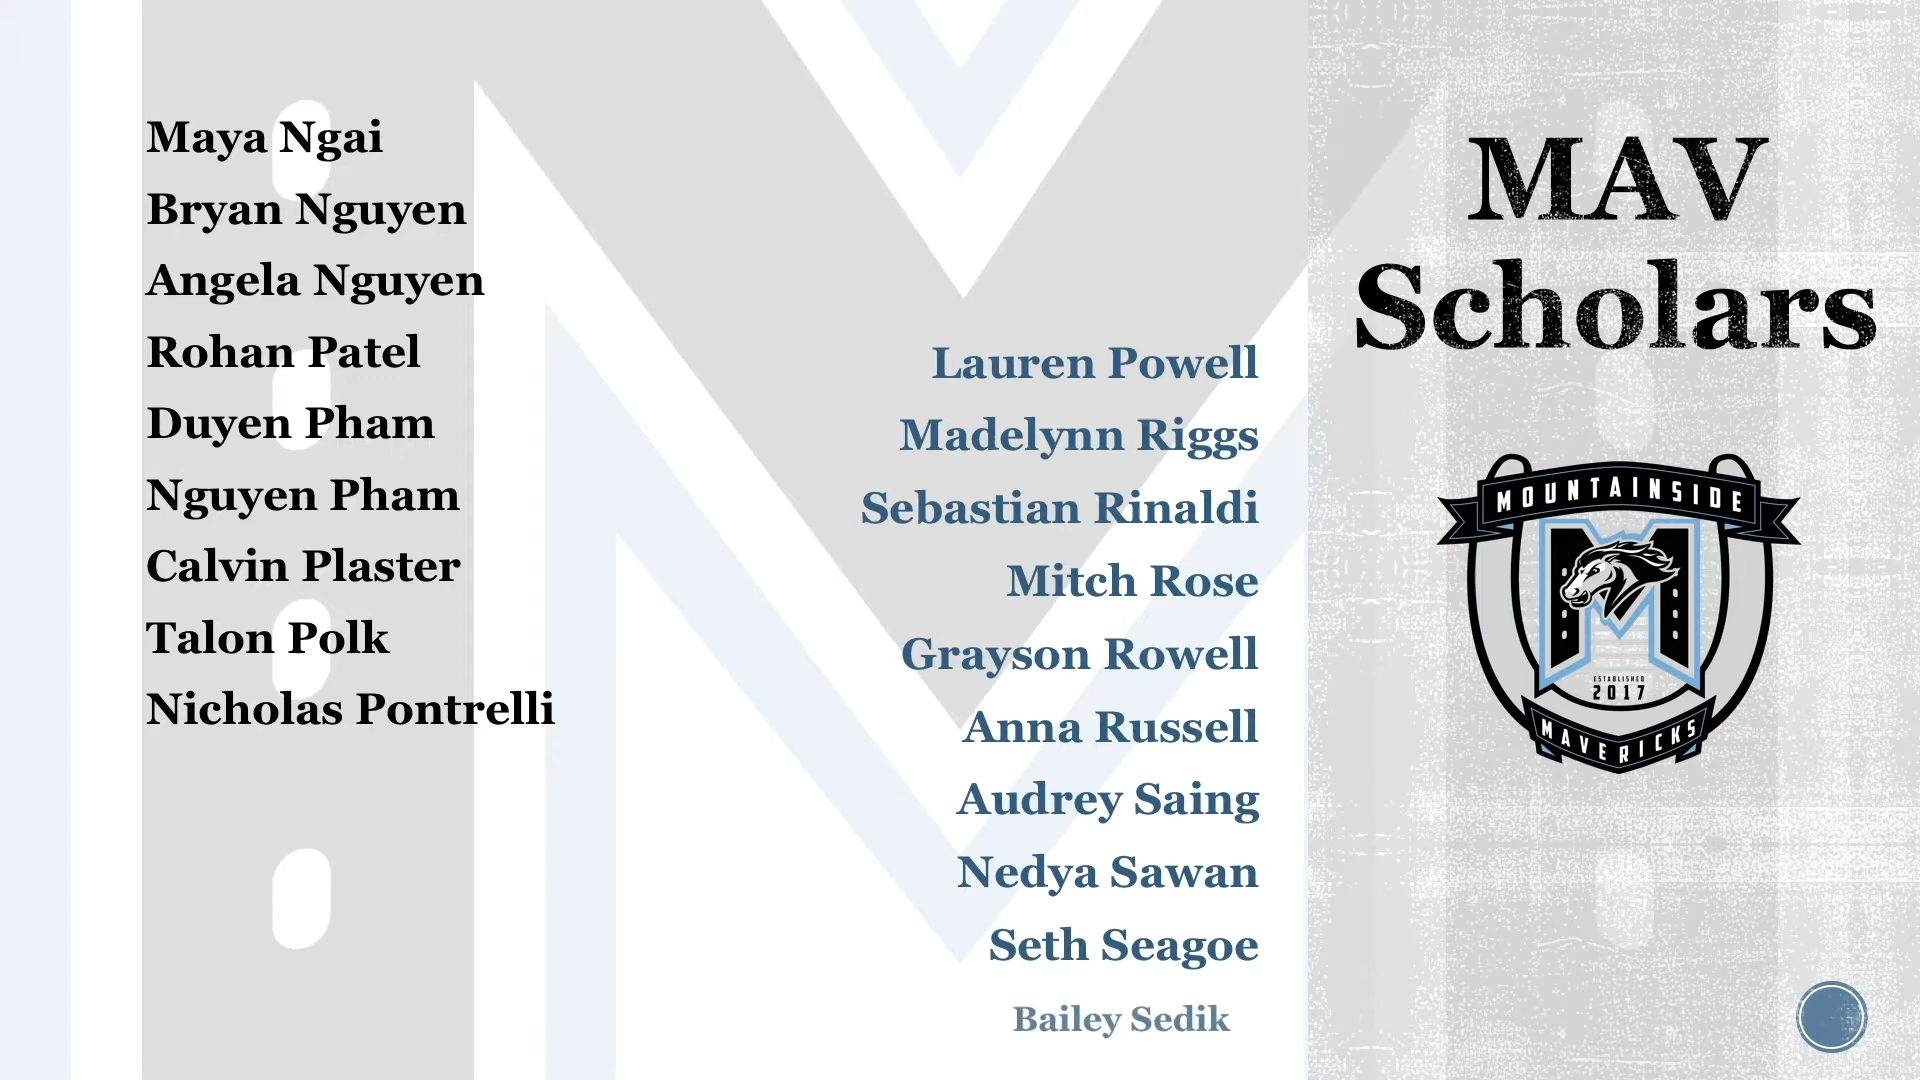 Maya Ngai
Bryan Nguyen
Angela Nguyen
Rohan Patel
Duyen Pham
Nguyen Pham
Calvin Plaster
Talon Polk
Nicholas Pontrelli
Lauren Powell
Madelynn Riggs
Sebastian Rinaldi
Mitch Rose
Grayson Rowell
Anna Russell
Audrey Saing
Nedya Sawan
Seth Seagoe
Bailey Sedik
MAV
Scholars
MOUNTAINSIDE
M
ESTABLISHED
2017
MAVERICKS